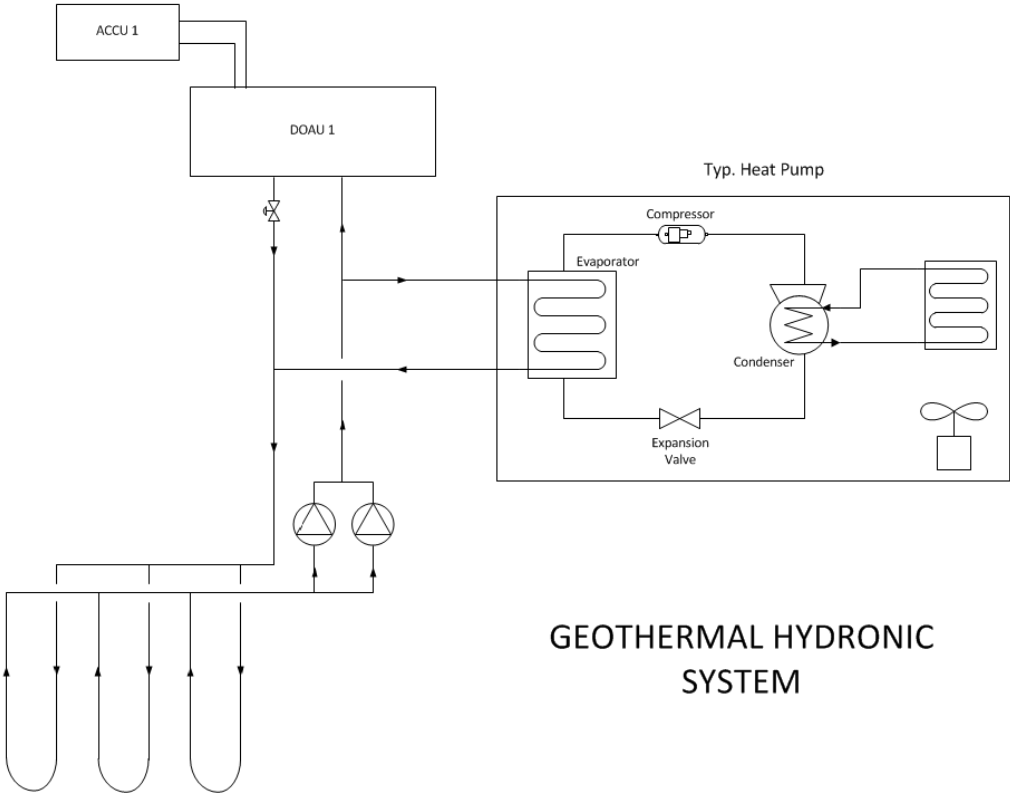 ACCU 1
DOAU 1
Typ. Heat Pump
Compressor
Evaporator
Condenser
Expansion
Valve
GEOTHERMAL HYDRONIC
SYSTEM